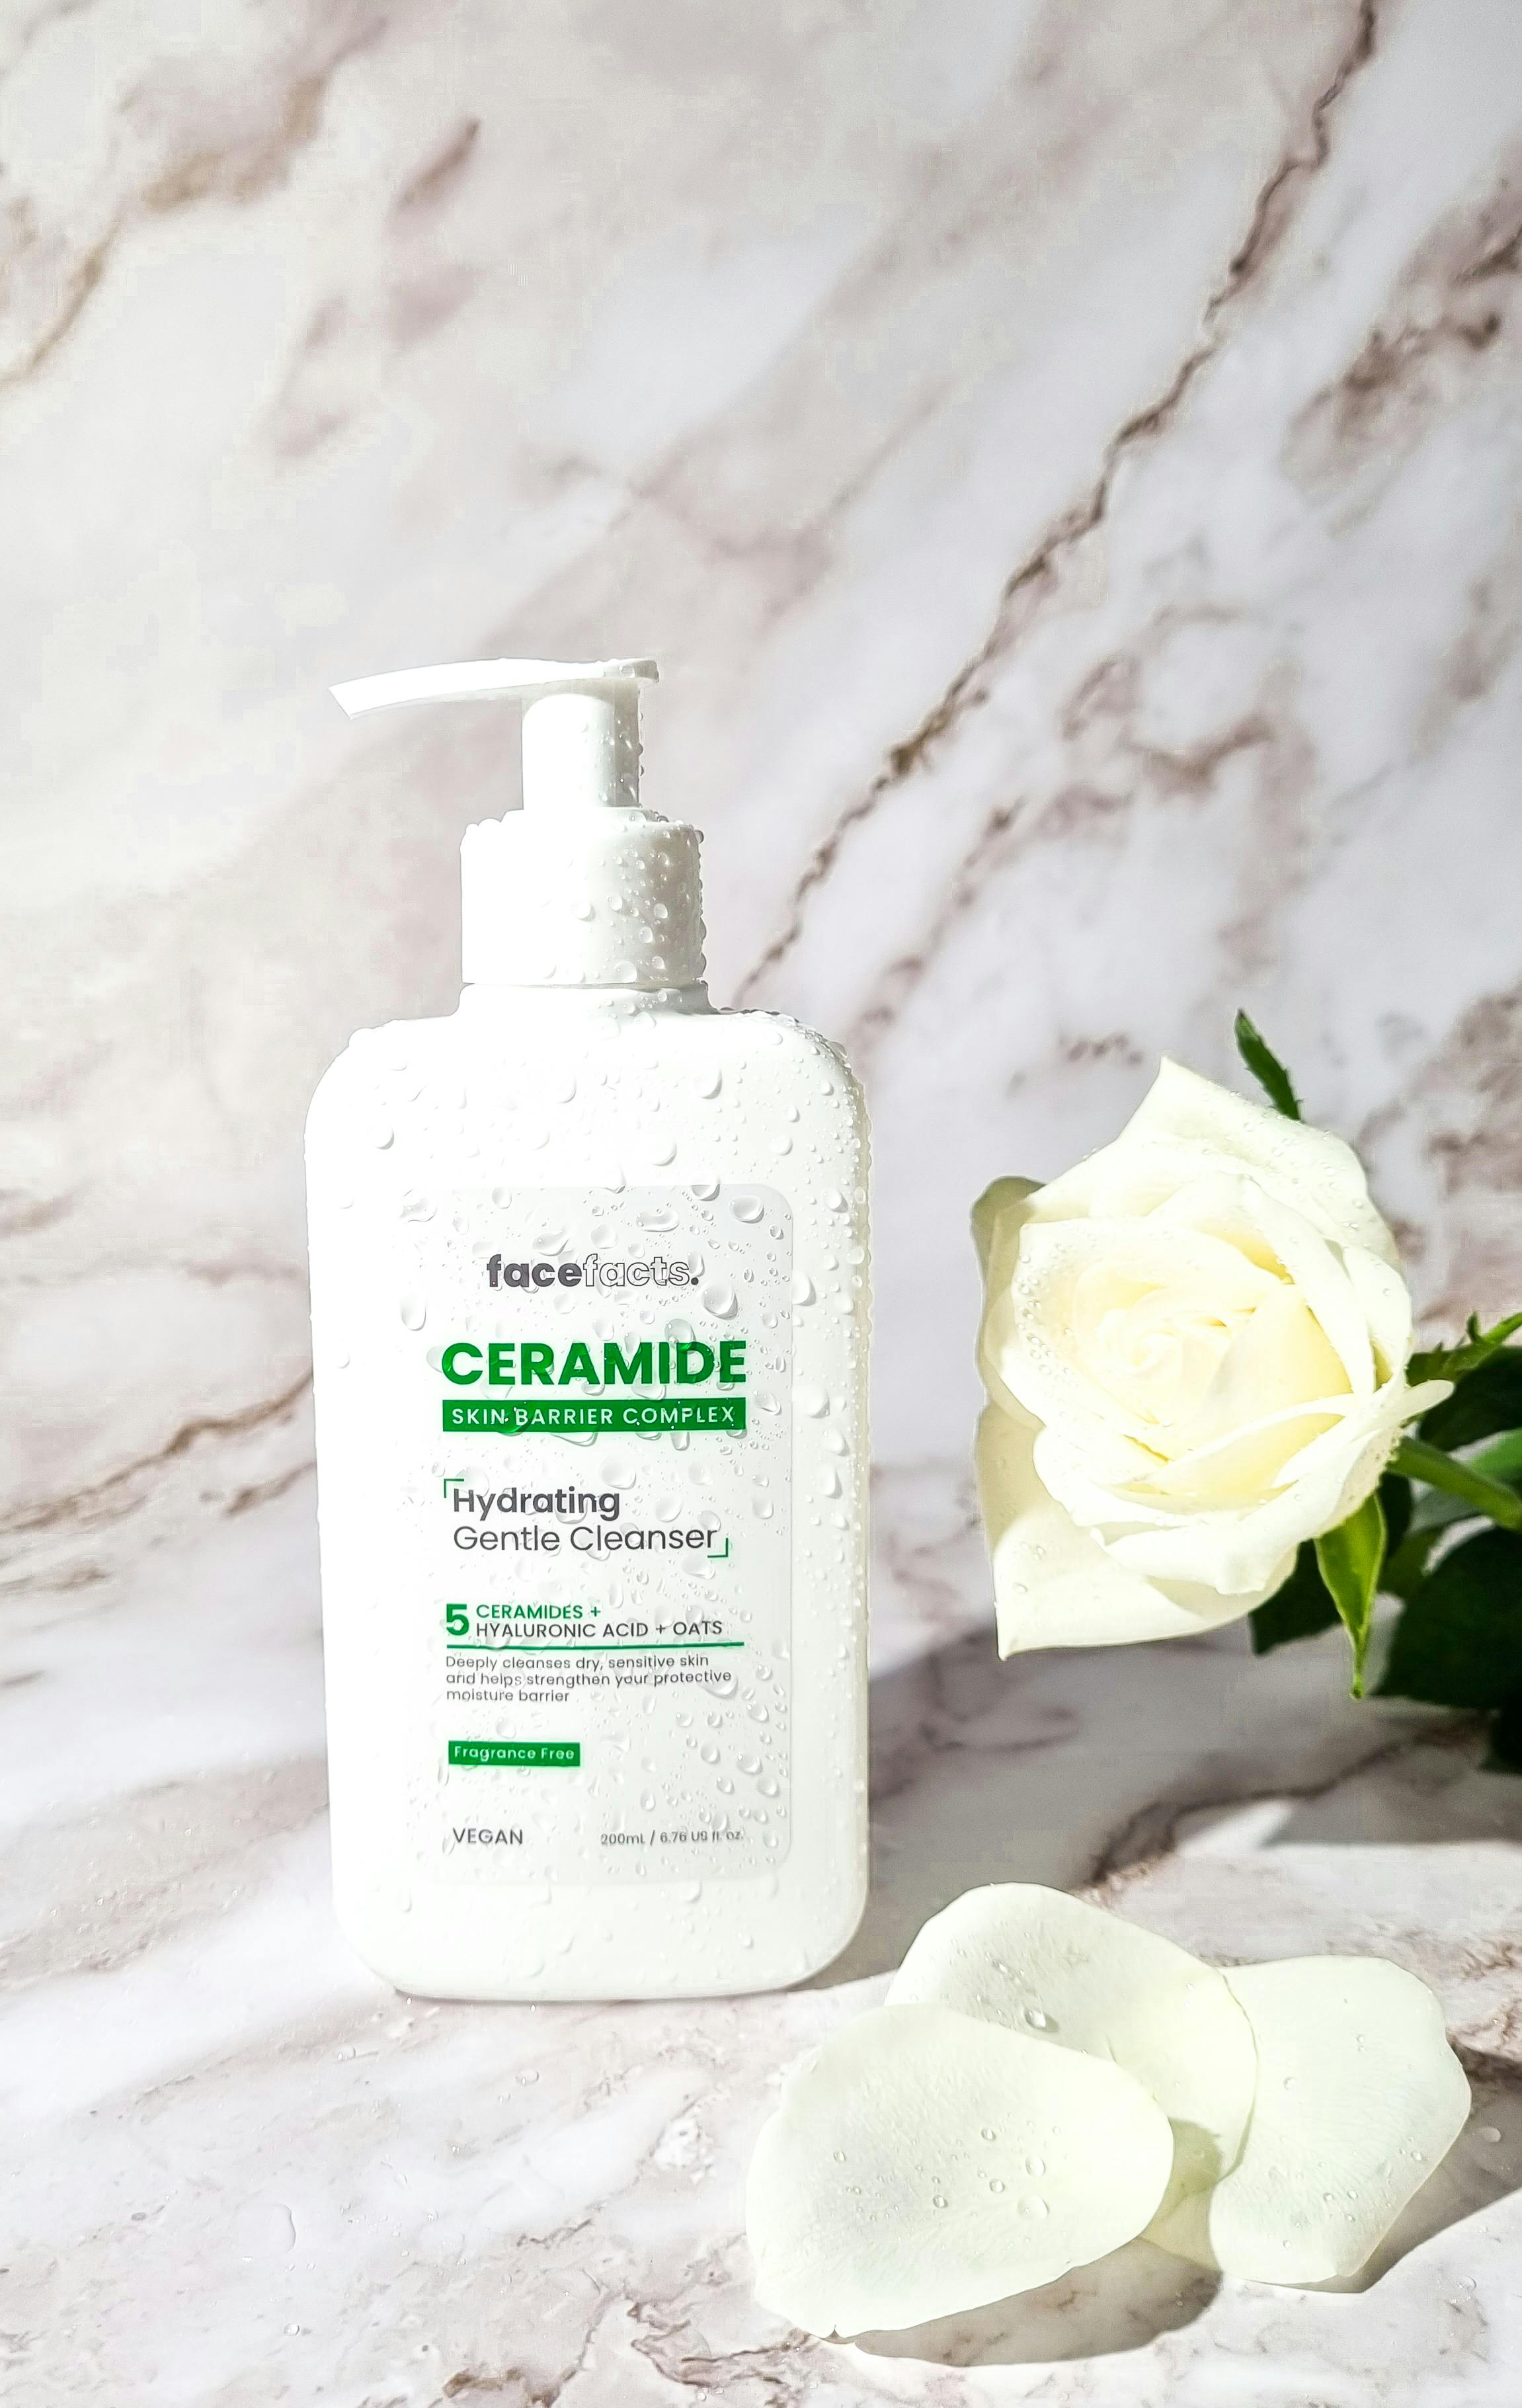 facefacts.
CERAMIDE
SKIN BARRIER COMPLEX
Hydrating
Gentle Cleanser
5 CERAMIDES +
HYALURONIC ACID + OATS
Deeply cleanses dry, sensitive skin
and helps strengthen your protective
moisture barrier
Fragrance Free
VEGAN 200ml / 6.76 US fl. oz.